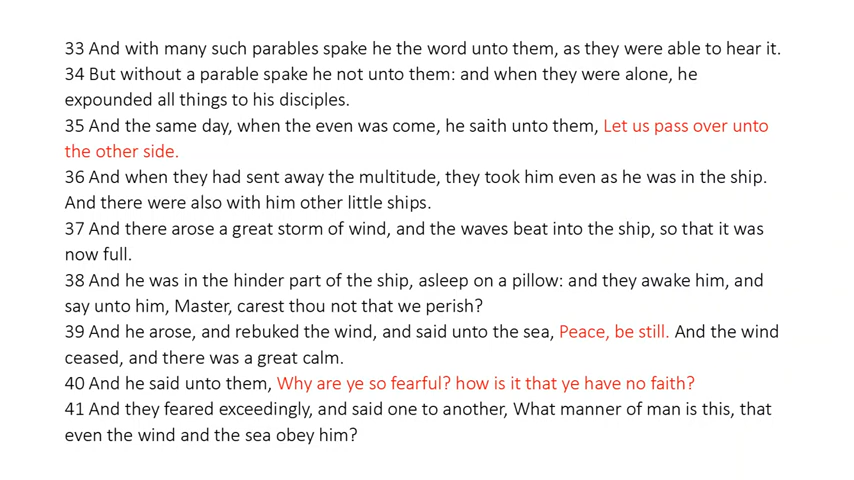 33 And with many such parables spake he the word unto them, as they were able to hear it.
34 But without a parable spake he not unto them: and when they were alone, he
expounded all things to his disciples.
35 And the same day, when the even was come, he saith unto them, Let us pass over unto
the other side.
36 And when they had sent away the multitude, they took him even as he was in the ship.
And there were also with him other little ships.
37 And there arose a great storm of wind, and the waves beat into the ship, so that it was
now full.
38 And he was in the hinder part of the ship, asleep on a pillow: and they awake him, and
say unto him, Master, carest thou not that we perish?
39 And he arose, and rebuked the wind, and said unto the sea, Peace, be still. And the wind
ceased, and there was a great calm.
40 And he said unto them, Why are ye so fearful? how is it that ye have no faith?
41 And they feared exceedingly, and said one to another, What manner of man is this, that
even the wind and the sea obey him?